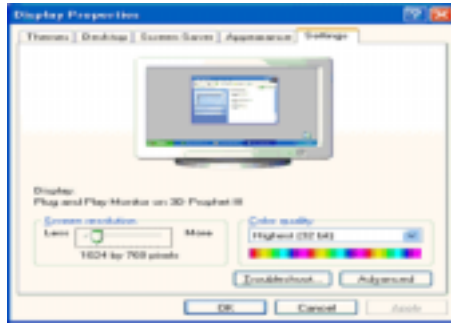 Display Properties
Themes Desktop Screen Saver Appearance Settings
Display:
Plug and Play Monitor on 3D Prophet III
Screen resolution
Less More
1024 by 768 pixels
Color quality
Highest (32 bit)
Troubleshoot... Advanced
OK Cancel Apply